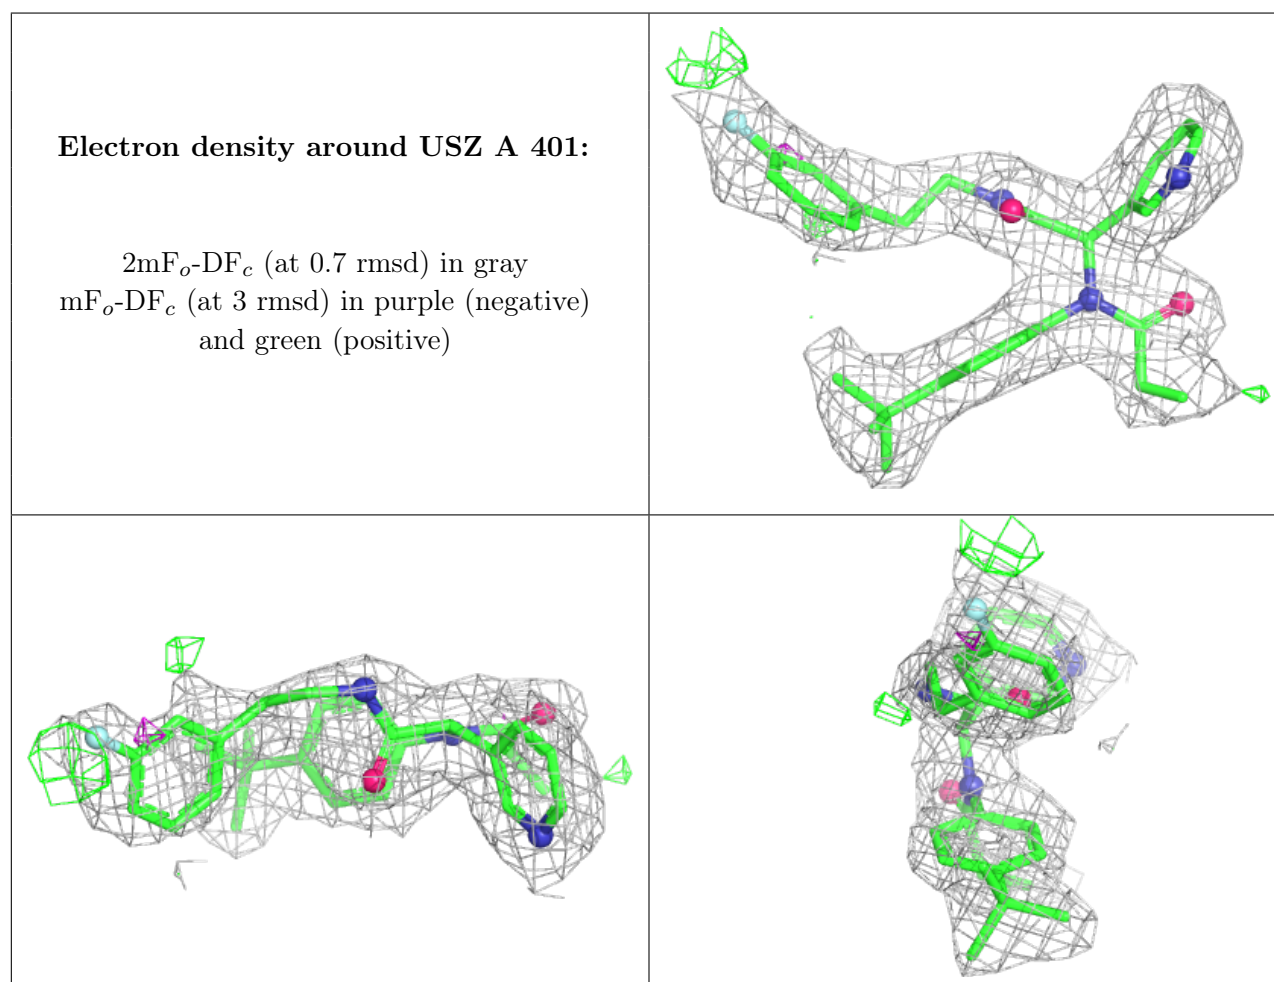 Electron density around USZ A 401:
2mFo-DFc (at 0.7 rmsd) in gray
mFo-DFc (at 3 rmsd) in purple (negative)
and green (positive)